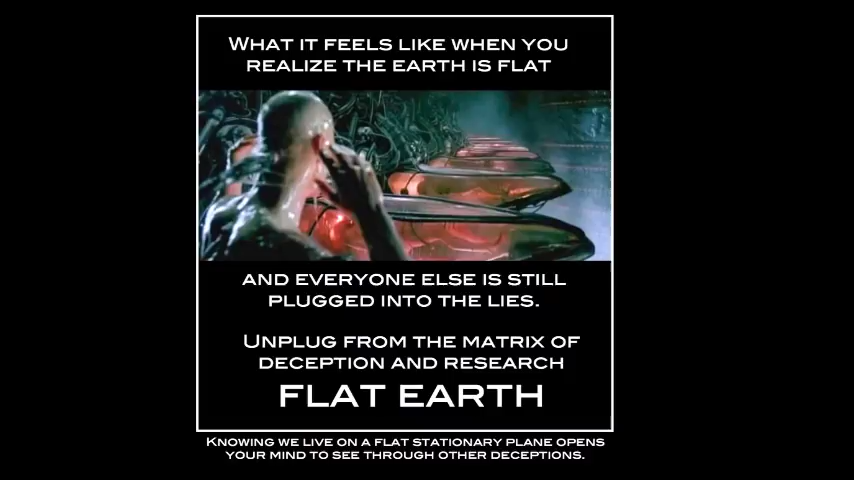 What it feels like when you
realize the earth is flat
and everyone else is still
plugged into the lies.
Unplug from the matrix of
deception and research
FLAT EARTH
Knowing we live on a flat stationary plane opens
your mind to see through other deceptions.